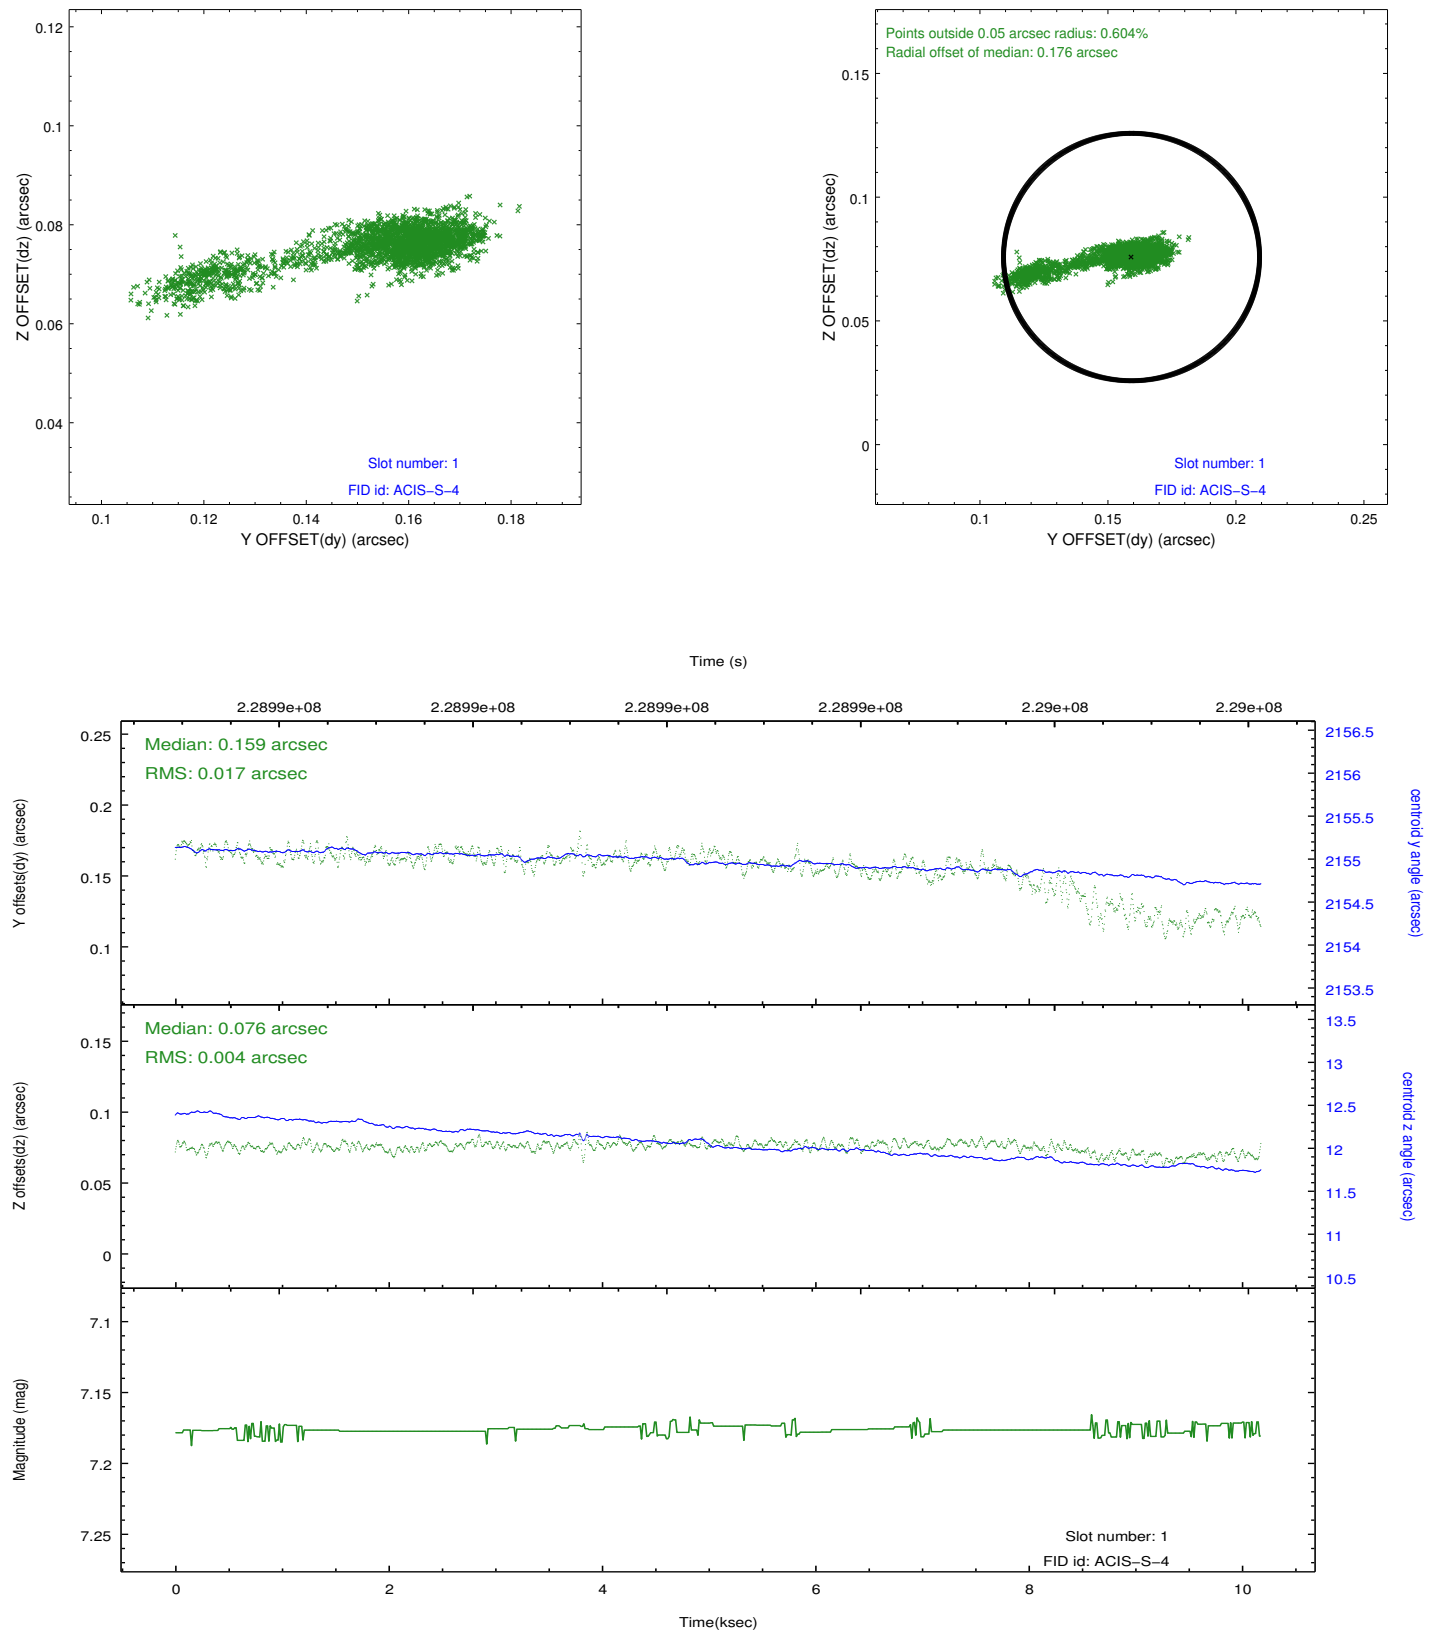 0.12
0.1
0.08
0.06
0.04
Z OFFSET(dz) (arcsec)
Slot number: 1
FID id: ACIS−S−4
0.1 0.12 0.14 0.16 0.18
Y OFFSET(dy) (arcsec)
Points outside 0.05 arcsec radius: 0.604%
Radial offset of median: 0.176 arcsec
0.15
0.1
0.05
0
Z OFFSET(dz) (arcsec)
Slot number: 1
FID id: ACIS−S−4
0.1 0.15 0.2 0.25
Y OFFSET(dy) (arcsec)
Time (s)
2.2899e+08 2.2899e+08 2.2899e+08 2.2899e+08 2.29e+08 2.29e+08
Median: 0.159 arcsec
RMS: 0.017 arcsec
0.25
0.2
0.15
0.1
Y offsets(dy) (arcsec)
2156.5
2156
2155.5
2155
2154.5
2154
2153.5
centroid y angle (arcsec)
Median: 0.076 arcsec
RMS: 0.004 arcsec
0.15
0.1
0.05
0
Z offsets(dz) (arcsec)
13.5
13
12.5
12
11.5
11
10.5
centroid z angle (arcsec)
7.1
7.15
7.2
7.25
Magnitude (mag)
Slot number: 1
FID id: ACIS−S−4
0 2 4 6 8 10
Time(ksec)